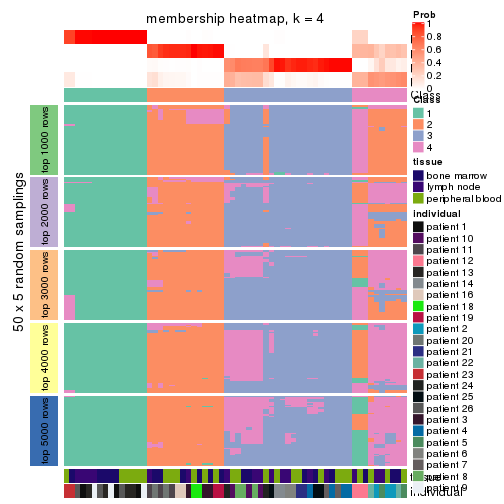 membership heatmap, k = 4
50 x 5 random samplings
top 1000 rows
top 2000 rows
top 3000 rows
top 4000 rows
top 5000 rows
Prob
1
0.8
0.6
0.4
0.2
0
Class
Class
1
2
3
4
tissue
bone marrow
lymph node
peripheral blood
individual
patient 1
patient 10
patient 11
patient 12
patient 13
patient 14
patient 16
patient 18
patient 19
patient 2
patient 20
patient 21
patient 22
patient 23
patient 24
patient 25
patient 26
patient 3
patient 4
patient 5
patient 6
patient 7
patient 8
patient 9
tissue
individual